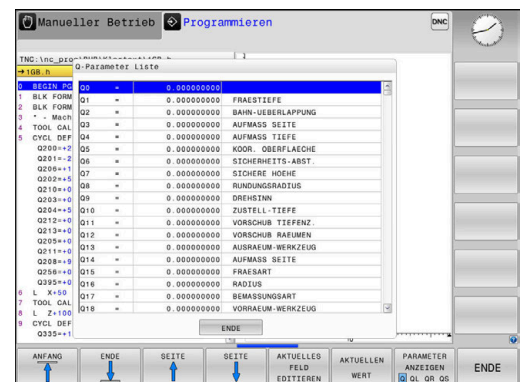 Manueller Betrieb
Programmieren
DNC
→1GB.h
0 BEGIN PG
1 BLK FORM
2 BLK FORM
3 * - Mach
4 TOOL CAL
5 CYCL DEF
Q200=+2
Q201=-2
Q206=+1
Q202=+5
Q210=+0
Q203=+0
Q204=+5
Q212=+0
Q213=+0
Q205=+0
Q211=+0
Q208=+9
Q256=+0
Q395=+0
6 L X+50
7 TOOL CAL
8 L Z+100
9 CYCL DEF
Q335=+1
Q-Parameter Liste
Q0 = 0.000000000
Q1 = 0.000000000 FRAESTIEFE
Q2 = 0.000000000 BAHN-UEBERLAPPUNG
Q3 = 0.000000000 AUFMASS SEITE
Q4 = 0.000000000 AUFMASS TIEFE
Q5 = 0.000000000 KOOR. OBERFLAECHE
Q6 = 0.000000000 SICHERHEITS-ABST.
Q7 = 0.000000000 SICHERE HOEHE
Q8 = 0.000000000 RUNDUNGSRADIUS
Q9 = 0.000000000 DREHSINN
Q10 = 0.000000000 ZUSTELL-TIEFE
Q11 = 0.000000000 VORSCHUB TIEFENZ.
Q12 = 0.000000000 VORSCHUB RAEUMEN
Q13 = 0.000000000 AUSRAEUM-WERKZEUG
Q14 = 0.000000000 AUFMASS SEITE
Q15 = 0.000000000 FRAESART
Q16 = 0.000000000 RADIUS
Q17 = 0.000000000 BEMASSUNGSART
Q18 = 0.000000000 VORRAEUM-WERKZEUG
ENDE
ANFANG
ENDE
SEITE
SEITE
AKTUELLES
FELD
EDITIEREN
AKTUELLEN
WERT
PARAMETER
ANZEIGEN
Q QL QR QS
ENDE